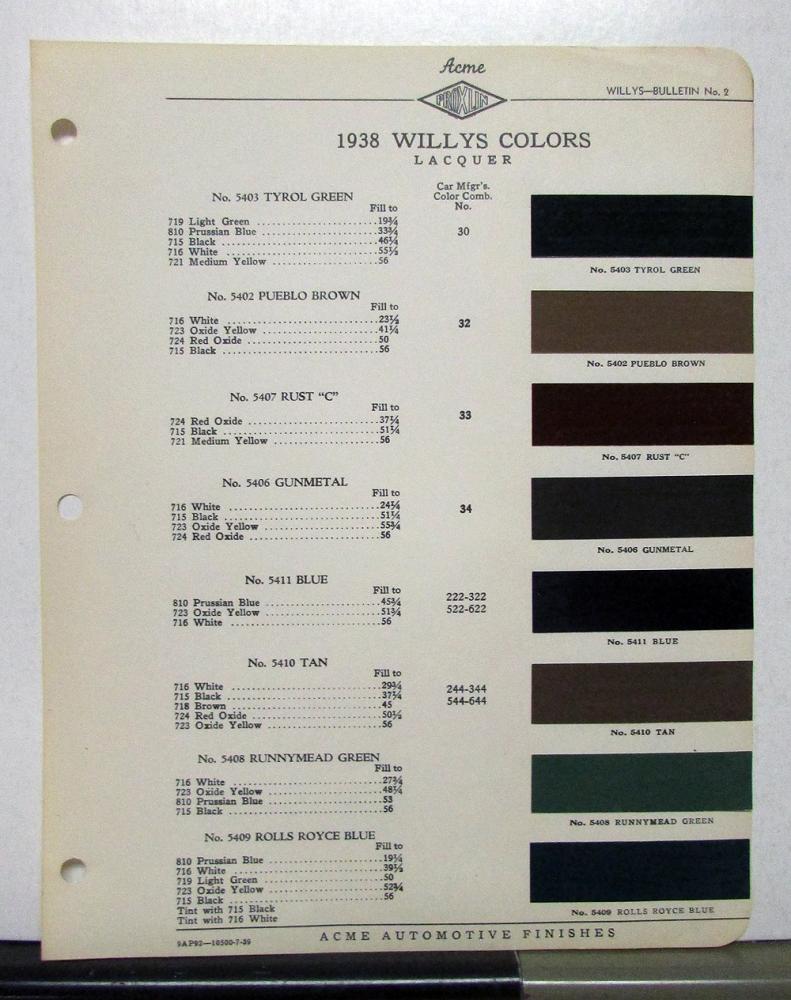 Acme
PROXLIN
WILLYS—BULLETIN No. 2
1938 WILLYS COLORS
LACQUER
Car Mfgr's.
Color Comb.
No.
No. 5403 TYROL GREEN
Fill to
719 Light Green ........................19¾
810 Prussian Blue ......................33¾
715 Black ..............................46¼
716 White ..............................55½
721 Medium Yellow ......................56
30
No. 5403 TYROL GREEN
No. 5402 PUEBLO BROWN
Fill to
716 White ..............................23½
723 Oxide Yellow .......................41¼
724 Red Oxide ..........................50
715 Black ..............................56
32
No. 5402 PUEBLO BROWN
No. 5407 RUST "C"
Fill to
724 Red Oxide ..........................37½
715 Black ..............................51¼
721 Medium Yellow ......................56
33
No. 5407 RUST "C"
No. 5406 GUNMETAL
Fill to
716 White ..............................24¼
715 Black ..............................51¼
723 Oxide Yellow .......................55¾
724 Red Oxide ..........................56
34
No. 5406 GUNMETAL
No. 5411 BLUE
Fill to
810 Prussian Blue ......................45¾
723 Oxide Yellow .......................51¾
716 White ..............................56
222-322
522-622
No. 5411 BLUE
No. 5410 TAN
Fill to
716 White ..............................29¾
715 Black ..............................37¼
718 Brown ..............................45
724 Red Oxide ..........................50½
723 Oxide Yellow .......................56
244-344
544-644
No. 5410 TAN
No. 5408 RUNNYMEAD GREEN
Fill to
716 White ..............................27¾
723 Oxide Yellow .......................48¼
810 Prussian Blue ......................53
715 Black ..............................56
No. 5408 RUNNYMEAD GREEN
No. 5409 ROLLS ROYCE BLUE
Fill to
810 Prussian Blue ......................19¼
716 White ..............................39½
719 Light Green ........................50
723 Oxide Yellow .......................52¾
715 Black ..............................56
Tint with 715 Black
Tint with 716 White
No. 5409 ROLLS ROYCE BLUE
9AP92—10500-7-39
ACME AUTOMOTIVE FINISHES